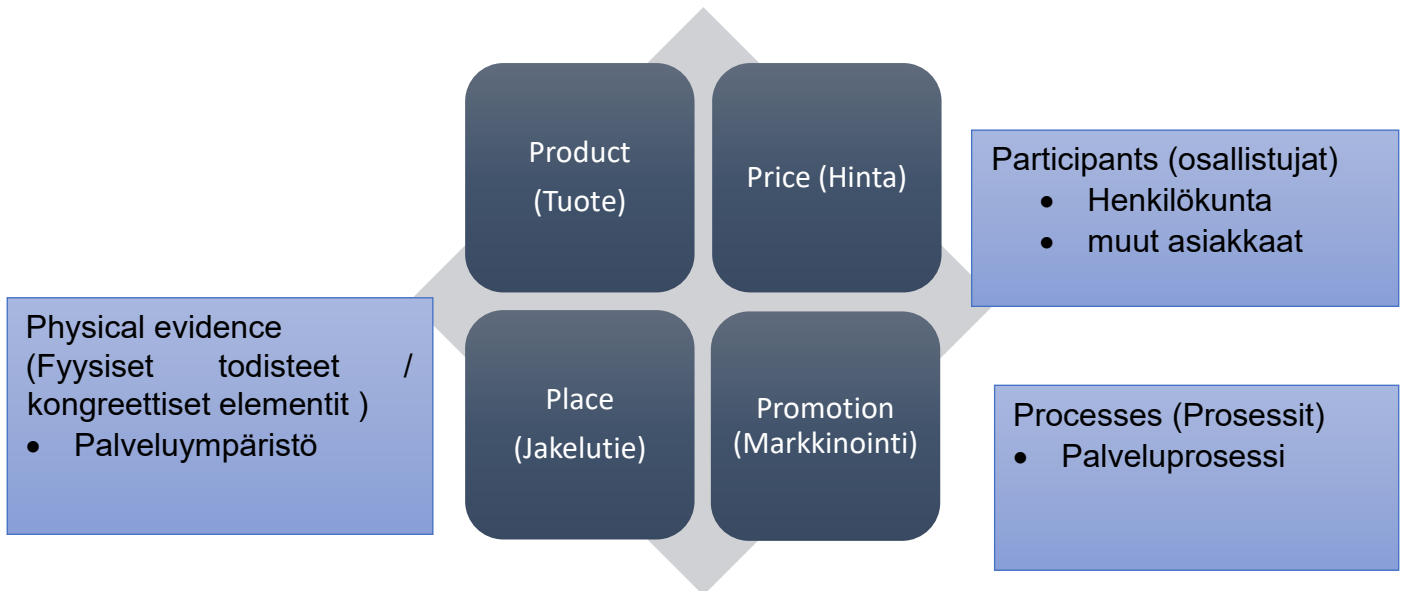 Product
(Tuote)
Price (Hinta)
Participants (osallistujat)
• Henkilökunta
• muut asiakkaat
Physical evidence
(Fyysiset todisteet /
kongreettiset elementit )
• Palveluympäristö
Place
(Jakelutie)
Promotion
(Markkinointi)
Processes (Prosessit)
• Palveluprosessi